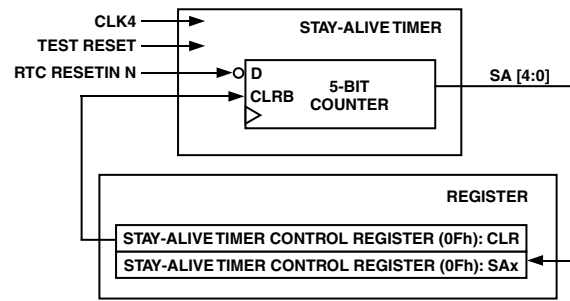 CLK4
STAY-ALIVE TIMER
TEST RESET
RTC RESETIN N
D
CLRB
5-BIT
COUNTER
SA [4:0]
REGISTER
STAY-ALIVE TIMER CONTROL REGISTER (0Fh): CLR
STAY-ALIVE TIMER CONTROL REGISTER (0Fh): SAx